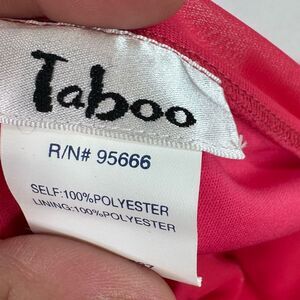 Taboo
R/N# 95666
SELF:100%POLYESTER
LINING:100%POLYESTER